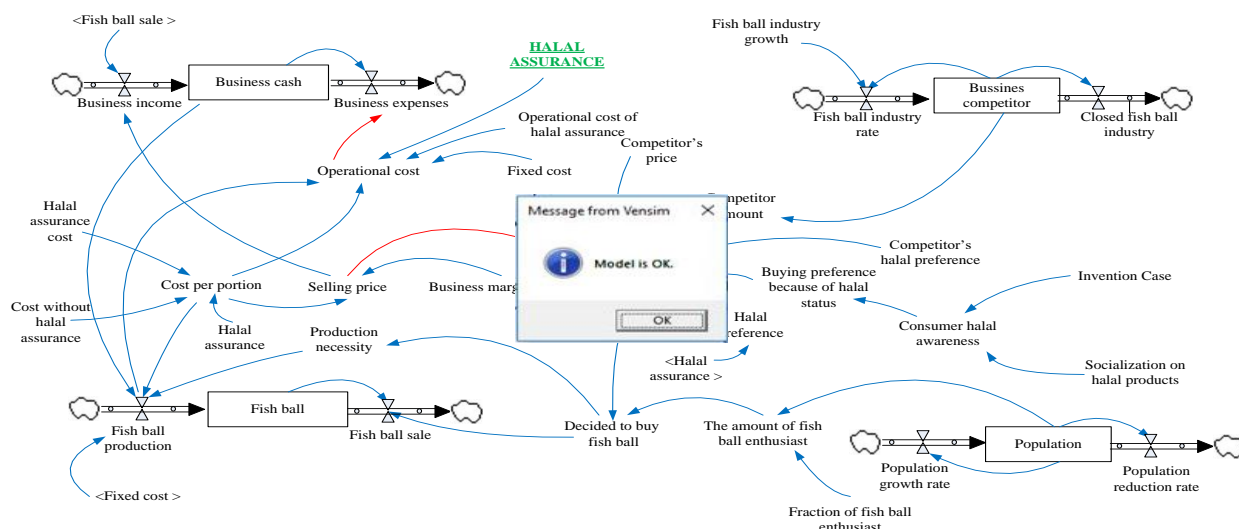 <Fish ball sale >
Business cash
Business income
Business expenses
HALAL
ASSURANCE
Fish ball industry
growth
Bussines
competitor
Fish ball industry
rate
Closed fish ball
industry
Operational cost of
halal assurance
Competitor's
price
Operational cost
Fixed cost
Halal
assurance
cost
Message from Vensim
Model is OK.
OK
Competitor's
halal preference
Cost per portion
Selling price
Business
Buying preference
because of halal
status
Invention Case
Cost without
halal
assurance
Halal
assurance
Production
necessity
Halal
Consumer halal
awareness
<Halal
assurance >
Socialization on
halal products
Fish ball
Fish ball
production
Fish ball sale
Decided to buy
fish ball
The amount of fish
ball enthusiast
Population
Population
growth rate
Population
reduction rate
<Fixed cost >
Fraction of fish ball
enthusiast